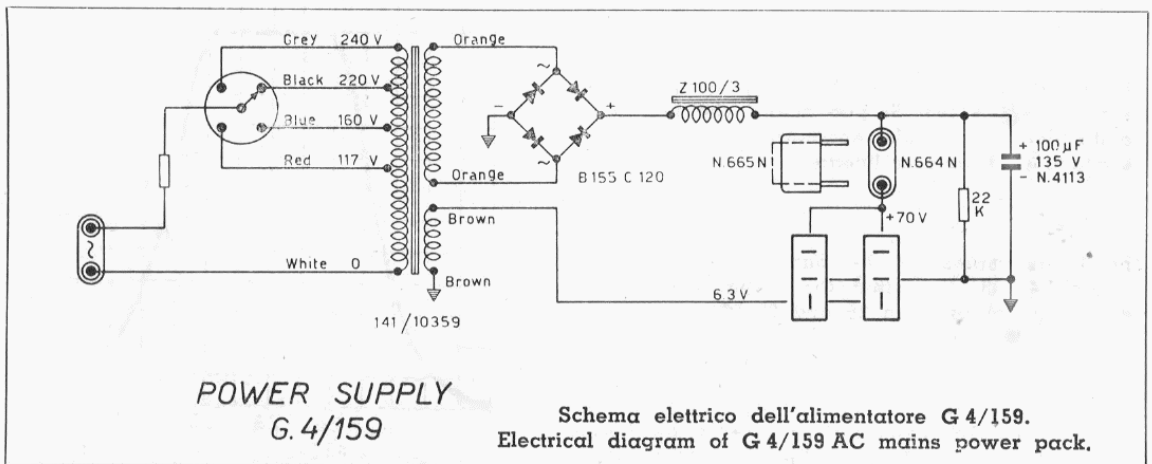 Grey 240 V
Orange
Black 220 V
Blue 160 V
Red 117 V
Orange
~
-
+
~
B 155 C 120
Z 100/3
N.665 N
N.664 N
+ 100 µF
135 V
- N.4113
22
K
+70 V
Brown
~
White 0
Brown
6.3 V
141/10359
POWER SUPPLY
G.4/159
Schema elettrico dell'alimentatore G 4/159.
Electrical diagram of G 4/159 AC mains power pack.